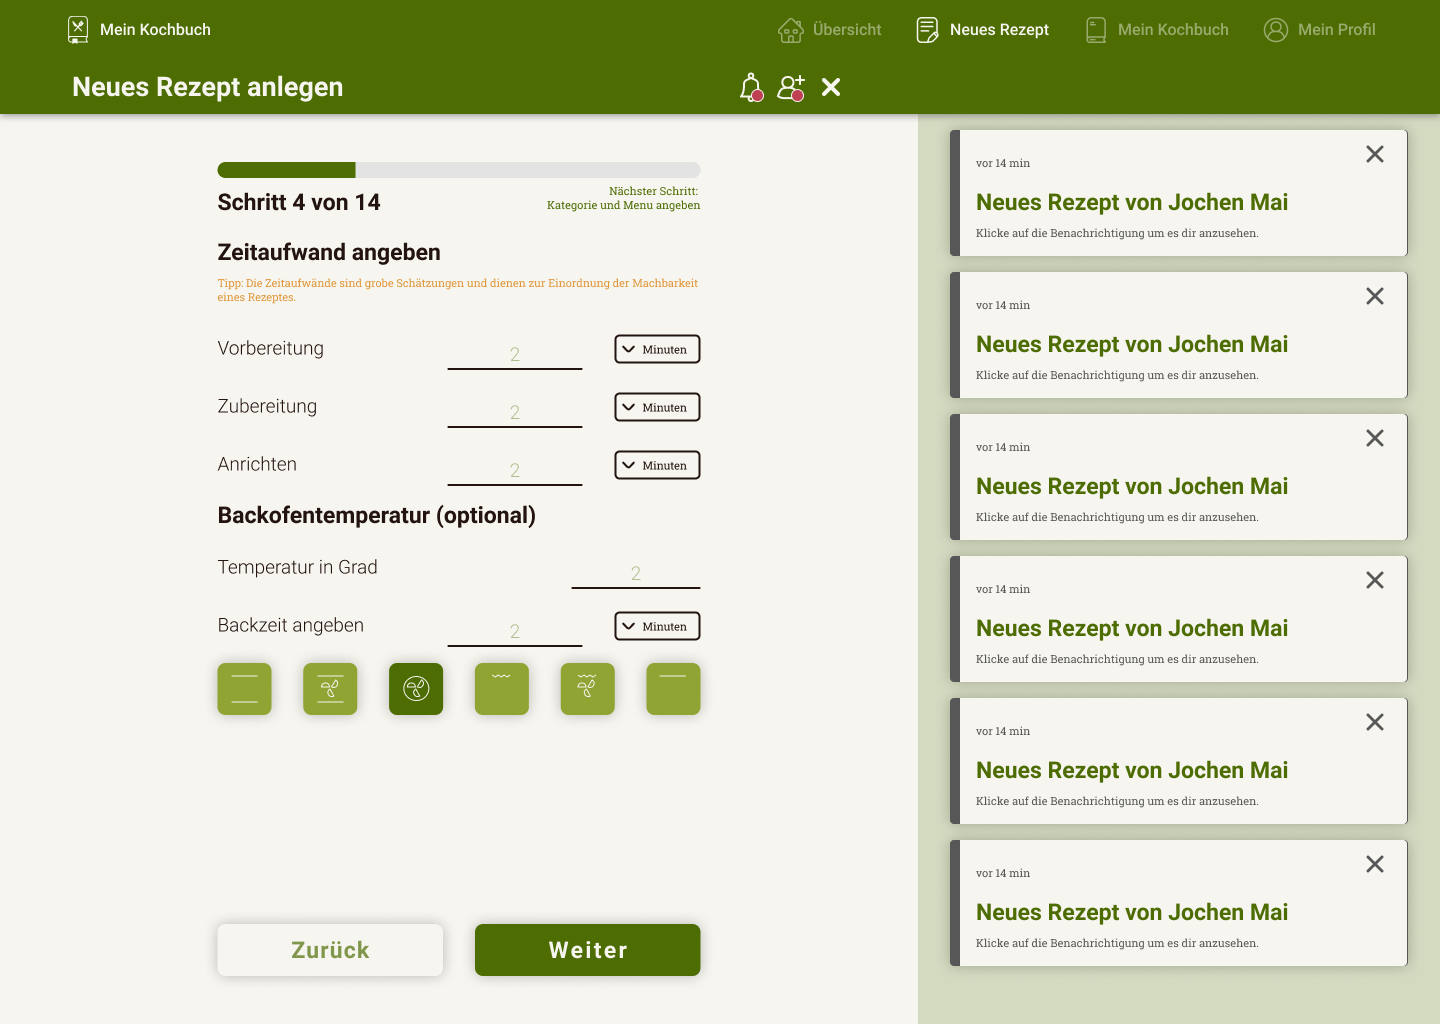 Mein Kochbuch
Übersicht
Neues Rezept
Mein Kochbuch
Mein Profil
Neues Rezept anlegen
Schritt 4 von 14
Nächster Schritt:
Kategorie und Menu angeben
Zeitaufwand angeben
Tipp: Die Zeitaufwände sind grobe Schätzungen und dienen zur Einordnung der Machbarkeit
eines Rezeptes.
Vorbereitung
2
Minuten
Zubereitung
2
Minuten
Anrichten
2
Minuten
Backofentemperatur (optional)
Temperatur in Grad
2
Backzeit angeben
2
Minuten
Zurück
Weiter
vor 14 min
Neues Rezept von Jochen Mai
Klicke auf die Benachrichtigung um es dir anzusehen.
vor 14 min
Neues Rezept von Jochen Mai
Klicke auf die Benachrichtigung um es dir anzusehen.
vor 14 min
Neues Rezept von Jochen Mai
Klicke auf die Benachrichtigung um es dir anzusehen.
vor 14 min
Neues Rezept von Jochen Mai
Klicke auf die Benachrichtigung um es dir anzusehen.
vor 14 min
Neues Rezept von Jochen Mai
Klicke auf die Benachrichtigung um es dir anzusehen.
vor 14 min
Neues Rezept von Jochen Mai
Klicke auf die Benachrichtigung um es dir anzusehen.